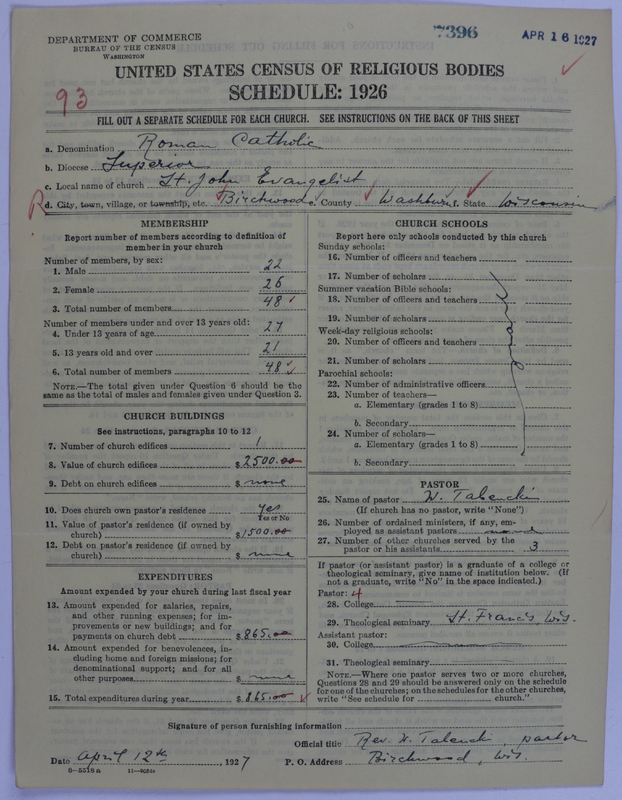 DEPARTMENT OF COMMERCE
BUREAU OF THE CENSUS
WASHINGTON
7396
APR 16 1927
UNITED STATES CENSUS OF RELIGIOUS BODIES
SCHEDULE: 1926
93
FILL OUT A SEPARATE SCHEDULE FOR EACH CHURCH. SEE INSTRUCTIONS ON THE BACK OF THIS SHEET
a. Denomination Roman Catholic
b. Diocese Superior
c. Local name of church St. John Evangelist
R d. City, town, village, or township, etc. Birchwood e. County Washburn f. State Wisconsin
MEMBERSHIP
Report number of members according to definition of
member in your church
Number of members, by sex:
1. Male 22
2. Female 26
3. Total number of members 48
Number of members under and over 13 years old:
4. Under 13 years of age 27
5. 13 years old and over 21
6. Total number of members 48
NOTE.—The total given under Question 6 should be
same as the total of males and females given under Question 3.
CHURCH BUILDINGS
See instructions, paragraphs 10 to 12
7. Number of church edifices 1
8. Value of church edifices $2500.00
9. Debt on church edifices $ none
10. Does church own pastor's residence Yes
Yes or No
11. Value of pastor's residence (if owned by
church) $1500.00
12. Debt on pastor's residence (if owned by
church) $ none
EXPENDITURES
Amount expended by your church during last fiscal year
13. Amount expended for salaries, repairs,
and other running expenses; for im-
provements or new buildings; and for
payments on church debt $865.00
14. Amount expended for benevolences, in-
cluding home and foreign missions; for
denominational support; and for all
other purposes $ none
15. Total expenditures during year $865.00
CHURCH SCHOOLS
Report here only schools conducted by this church
Sunday schools:
16. Number of officers and teachers
17. Number of scholars
Summer vacation Bible schools:
18. Number of officers and teachers
19. Number of scholars
Week-day religious schools:
20. Number of officers and teachers
21. Number of scholars
Parochial schools:
22. Number of administrative officers
23. Number of teachers—
a. Elementary (grades 1 to 8)
b. Secondary
24. Number of scholars—
a. Elementary (grades 1 to 8)
b. Secondary
PASTOR
25. Name of pastor W.
(If church has no pastor, write "None")
26. Number of ordained ministers, if any, em-
ployed as assistant pastors none
27. Number of other churches served by the
pastor or his assistants 3
If pastor (or assistant pastor) is a graduate of a college or
theological seminary, give name of institution below. (If
not a graduate, write "No" in the space indicated.)
Pastor: 4
28. College
29. Theological seminary St. Francis Wis.
Assistant pastor:
30. College
31. Theological seminary
NOTE.—Where one pastor serves two or more churches,
Questions 28 and 29 should be answered only on the schedule
for one of the churches; on the schedules for the other churches,
write "See schedule for church."
Signature of person furnishing information
Official title Rev. W. pastor
Date April 12th, 1927 P. O. Address Birchwood, Wis.
8—5518 a